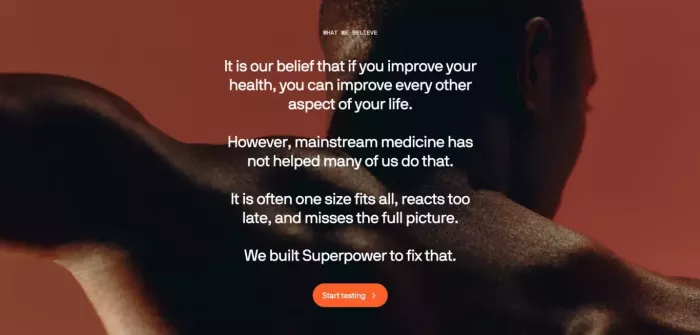 WHAT WE BELIEVE
It is our belief that if you improve your
health, you can improve every other
aspect of your life.
However, mainstream medicine has
not helped many of us do that.
It is often one size fits all, reacts too
late, and misses the full picture.
We built Superpower to fix that.
Start testing